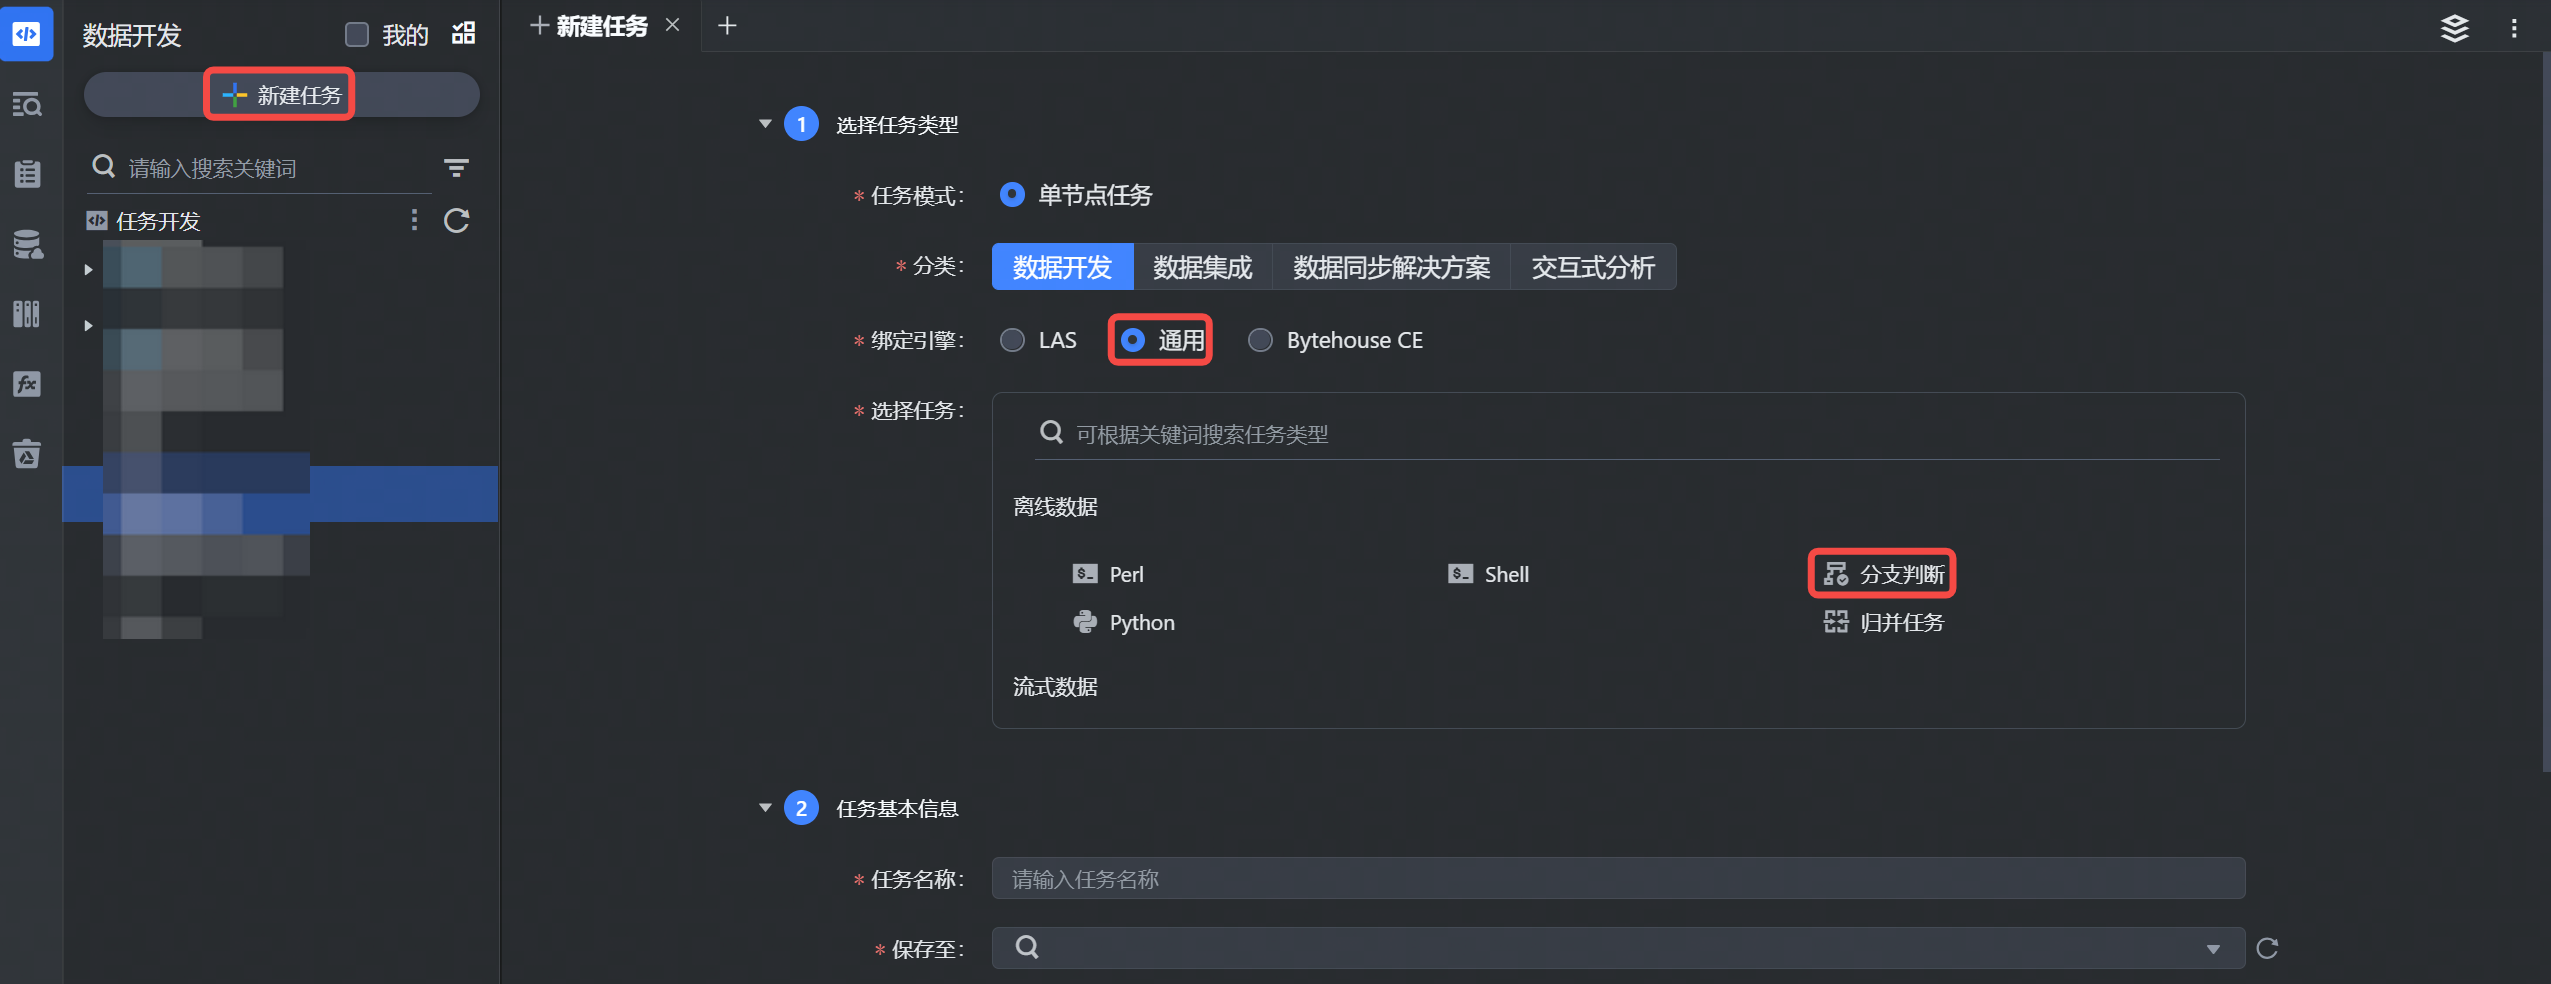 数据开发
我的
新建任务
请输入搜索关键词
任务开发
新建任务
1 选择任务类型
* 任务模式: 单节点任务
* 分类: 数据开发 数据集成 数据同步解决方案 交互式分析
* 绑定引擎: LAS 通用 Bytehouse CE
* 选择任务: 可根据关键词搜索任务类型
离线数据
Perl Shell 分支判断
Python 归并任务
流式数据
2 任务基本信息
* 任务名称: 请输入任务名称
* 保存至: